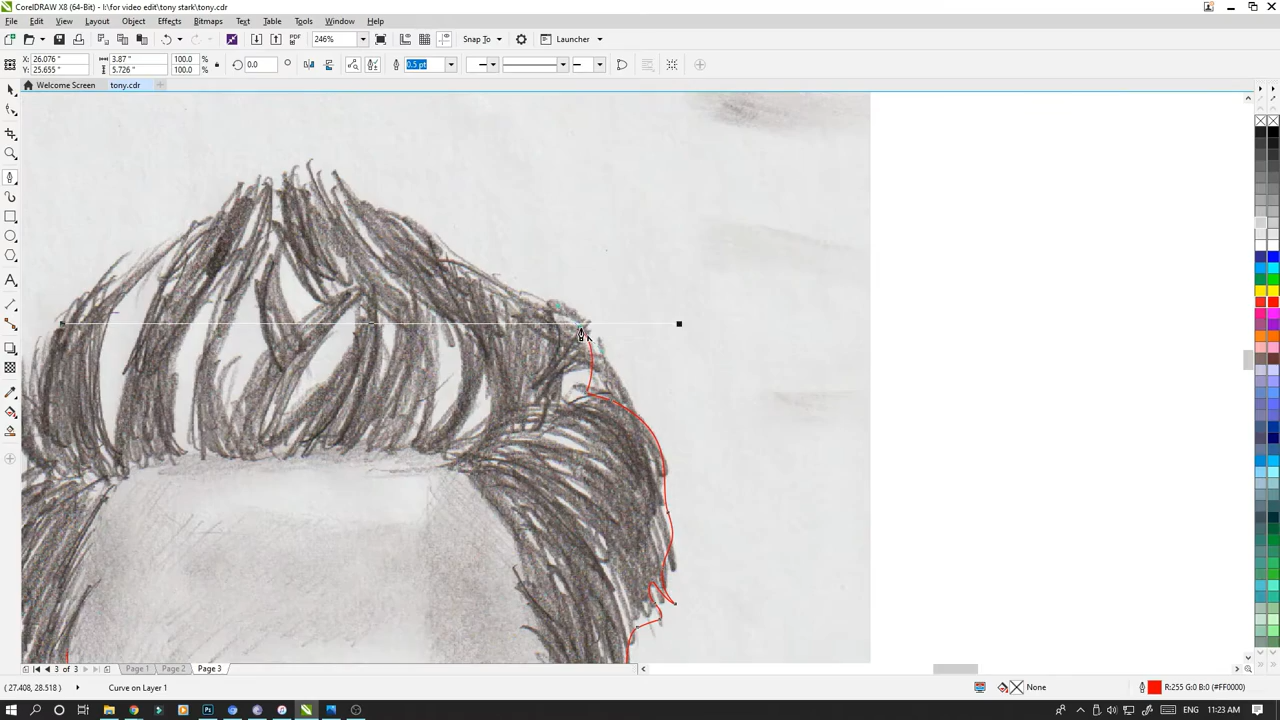 CorelDRAW X8 (64-Bit) - I:\for video edit\tony stark\tony.cdr
File Edit View Layout Object Effects Bitmaps Text Table Tools Window Help
PDF 246% Snap To Launcher
X: 26.076 " 3.87 " 100.0 % 0.0 ° 0.5 pt
Y: 25.655 " 5.726 " 100.0 %
Welcome Screen tony.cdr
3 of 3 Page 1 Page 2 Page 3
(27.408, 28.518) Curve on Layer 1 None R:255 G:0 B:0 (#FF0000)
11:23 AM